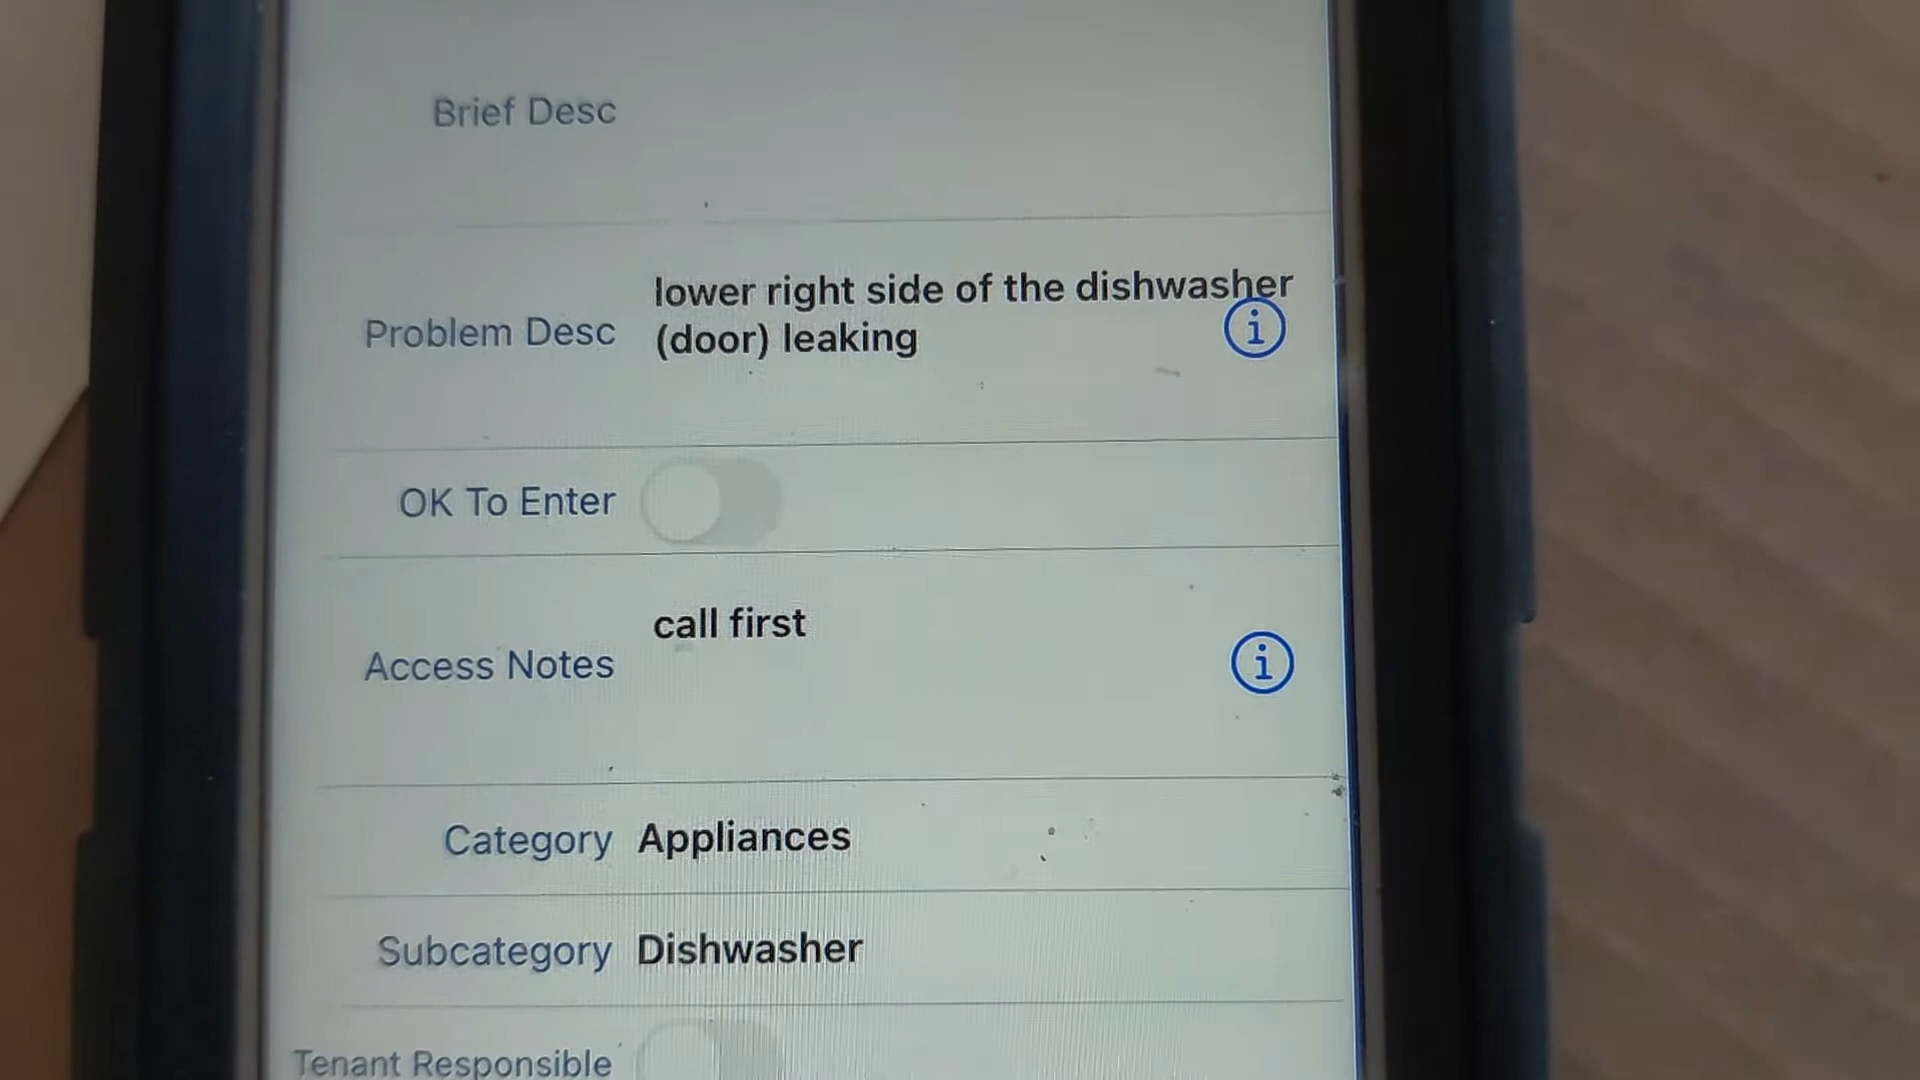 Brief Desc
Problem Desc
lower right side of the dishwasher
(door) leaking
OK To Enter
Access Notes
call first
Category Appliances
Subcategory Dishwasher
Tenant Responsible